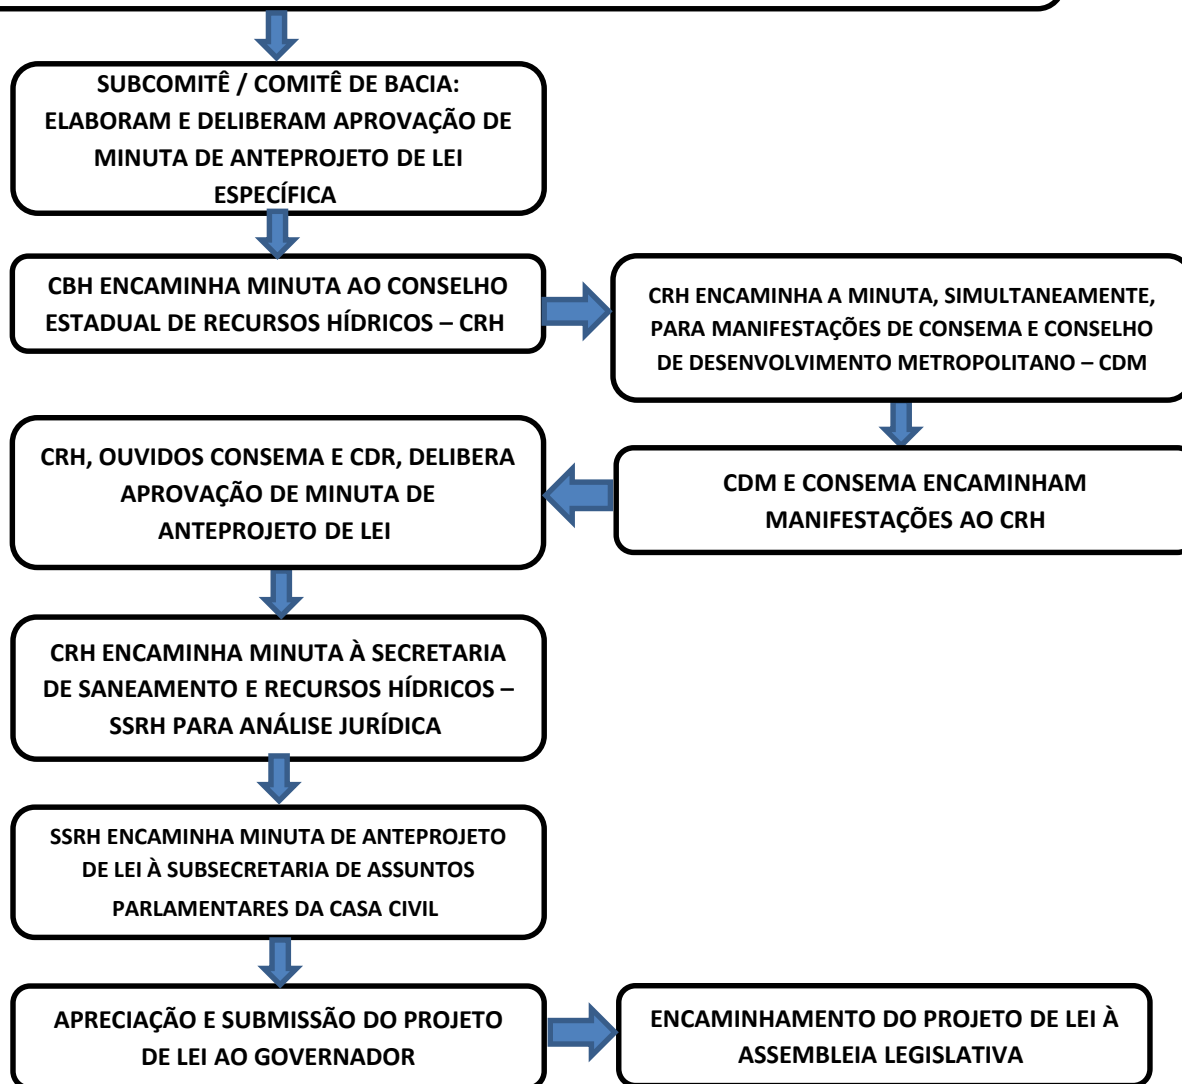 SUBCOMITÊ / COMITÊ DE BACIA:
ELABORAM E DELIBERAM APROVAÇÃO DE
MINUTA DE ANTEPROJETO DE LEI
ESPECÍFICA
CBH ENCAMINHA MINUTA AO CONSELHO
ESTADUAL DE RECURSOS HÍDRICOS – CRH
CRH ENCAMINHA A MINUTA, SIMULTANEAMENTE,
PARA MANIFESTAÇÕES DE CONSEMA E CONSELHO
DE DESENVOLVIMENTO METROPOLITANO – CDM
CDM E CONSEMA ENCAMINHAM
MANIFESTAÇÕES AO CRH
CRH, OUVIDOS CONSEMA E CDR, DELIBERA
APROVAÇÃO DE MINUTA DE
ANTEPROJETO DE LEI
CRH ENCAMINHA MINUTA À SECRETARIA
DE SANEAMENTO E RECURSOS HÍDRICOS –
SSRH PARA ANÁLISE JURÍDICA
SSRH ENCAMINHA MINUTA DE ANTEPROJETO
DE LEI À SUBSECRETARIA DE ASSUNTOS
PARLAMENTARES DA CASA CIVIL
APRECIAÇÃO E SUBMISSÃO DO PROJETO
DE LEI AO GOVERNADOR
ENCAMINHAMENTO DO PROJETO DE LEI À
ASSEMBLEIA LEGISLATIVA